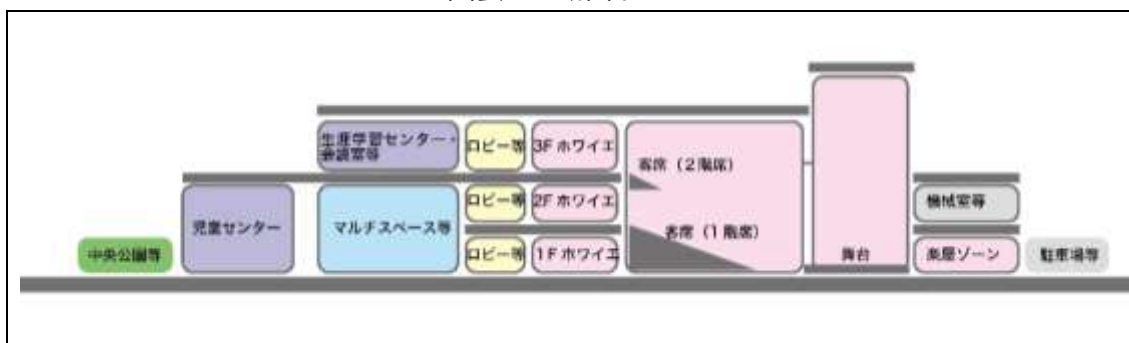 生涯学習センター・
会議室等
ロビー等
3F ホワイエ
客席（2階席）
児童センター
マルチスペース等
ロビー等
2F ホワイエ
機械室等
中央公園等
ロビー等
1F ホワイエ
客席（1階席）
舞台
楽屋ゾーン
駐車場等